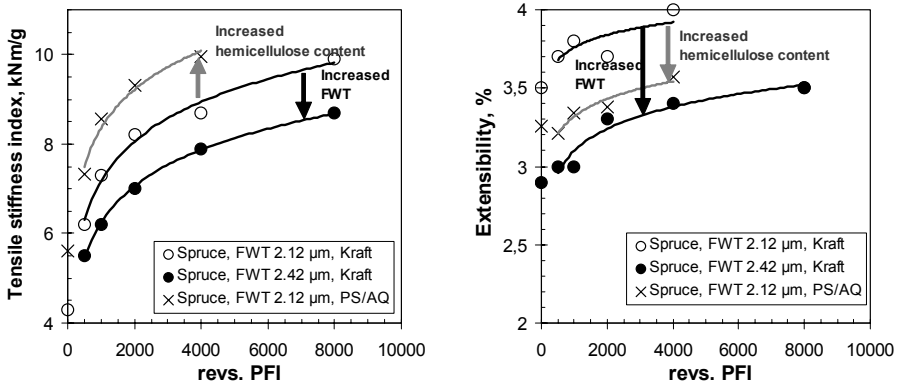 Tensile stiffness index, kNm/g
10
8
6
4
0
2000
4000
6000
8000
10000
revs. PFI
Increased
hemicellulose content
Increased
FWT
Spruce, FWT 2.12 µm, Kraft
Spruce, FWT 2.42 µm, Kraft
Spruce, FWT 2.12 µm, PS/AQ
Extensibility, %
4
3,5
3
2,5
2
0
2000
4000
6000
8000
10000
revs. PFI
Increased
FWT
Increased
hemicellulose content
Spruce, FWT 2.12 µm, Kraft
Spruce, FWT 2.42 µm, Kraft
Spruce, FWT 2.12 µm, PS/AQ